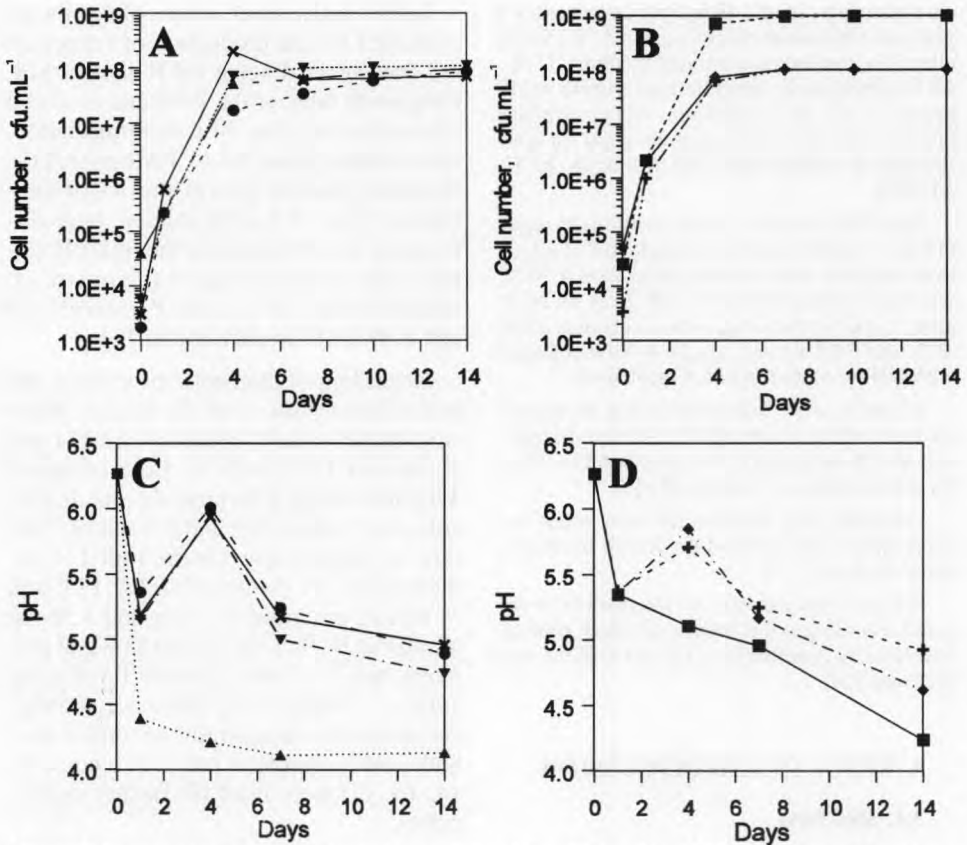 A
Cell number, cfu.mL⁻¹
1.0E+9
1.0E+8
1.0E+7
1.0E+6
1.0E+5
1.0E+4
1.0E+3
0 2 4 6 8 10 12 14
Days
B
Cell number, cfu.mL⁻¹
1.0E+9
1.0E+8
1.0E+7
1.0E+6
1.0E+5
1.0E+4
1.0E+3
0 2 4 6 8 10 12 14
Days
C
pH
6.5
6.0
5.5
5.0
4.5
4.0
0 2 4 6 8 10 12 14
Days
D
pH
6.5
6.0
5.5
5.0
4.5
4.0
0 2 4 6 8 10 12 14
Days